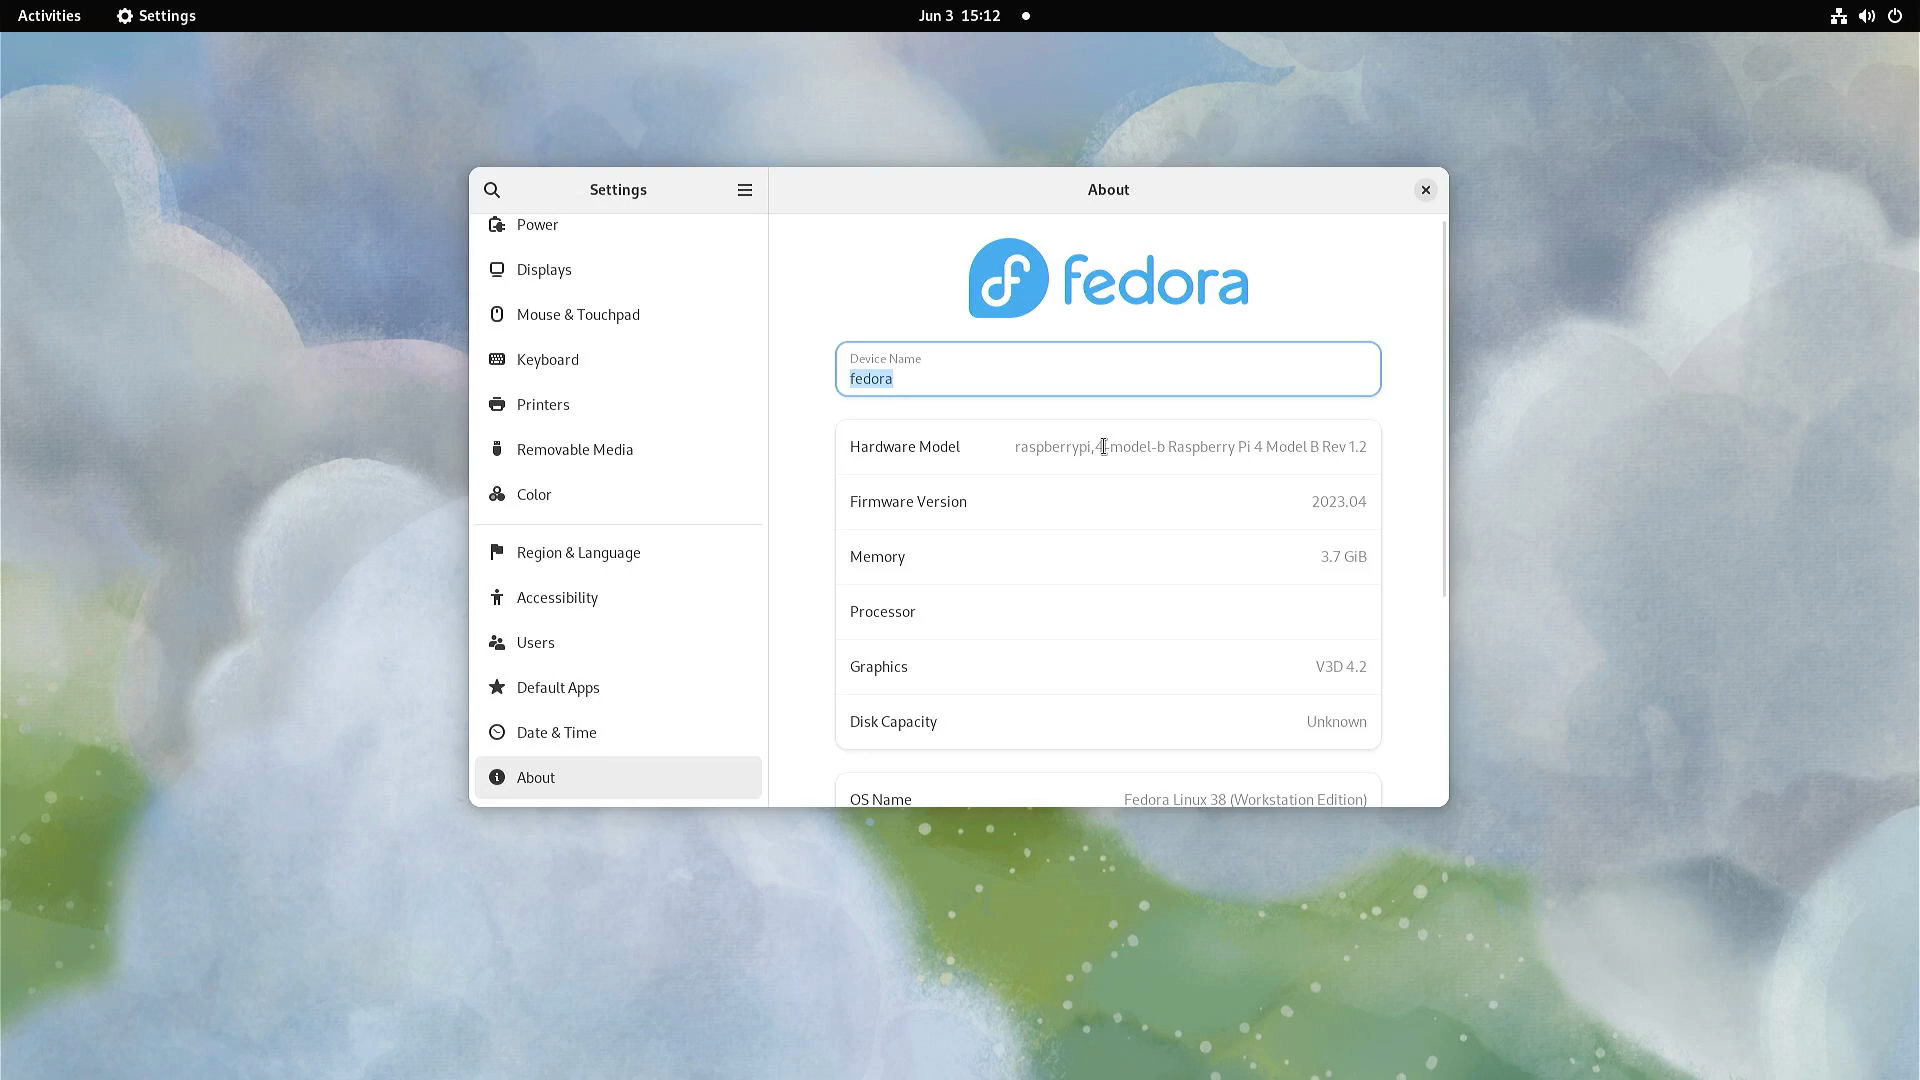 Activities Settings Jun 3 15:12
Settings
About
Power
Displays
Mouse & Touchpad
Keyboard
Printers
Removable Media
Color
Region & Language
Accessibility
Users
Default Apps
Date & Time
About
fedora
Device Name
fedora
Hardware Model raspberrypi,4-model-b Raspberry Pi 4 Model B Rev 1.2
Firmware Version 2023.04
Memory 3.7 GiB
Processor
Graphics V3D 4.2
Disk Capacity Unknown
OS Name Fedora Linux 38 (Workstation Edition)